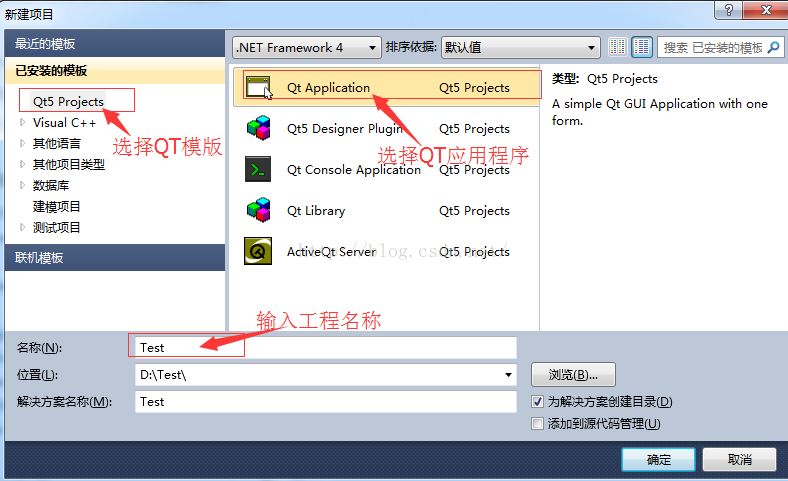 新建项目
最近的模板
已安装的模板
Qt5 Projects
Visual C++
其他语言
其他项目类型
数据库
建模项目
测试项目
联机模板
选择QT模版
.NET Framework 4
排序依据: 默认值
搜索 已安装的模板
Qt Application Qt5 Projects
Qt5 Designer Plugin Qt5 Projects
选择QT应用程序
Qt Console Application Qt5 Projects
Qt Library Qt5 Projects
ActiveQt Server Qt5 Projects
类型: Qt5 Projects
A simple Qt GUI Application with one
form.
输入工程名称
名称(N): Test
位置(L): D:\Test\ 浏览(B)...
解决方案名称(M): Test
为解决方案创建目录(D)
添加到源代码管理(U)
确定 取消